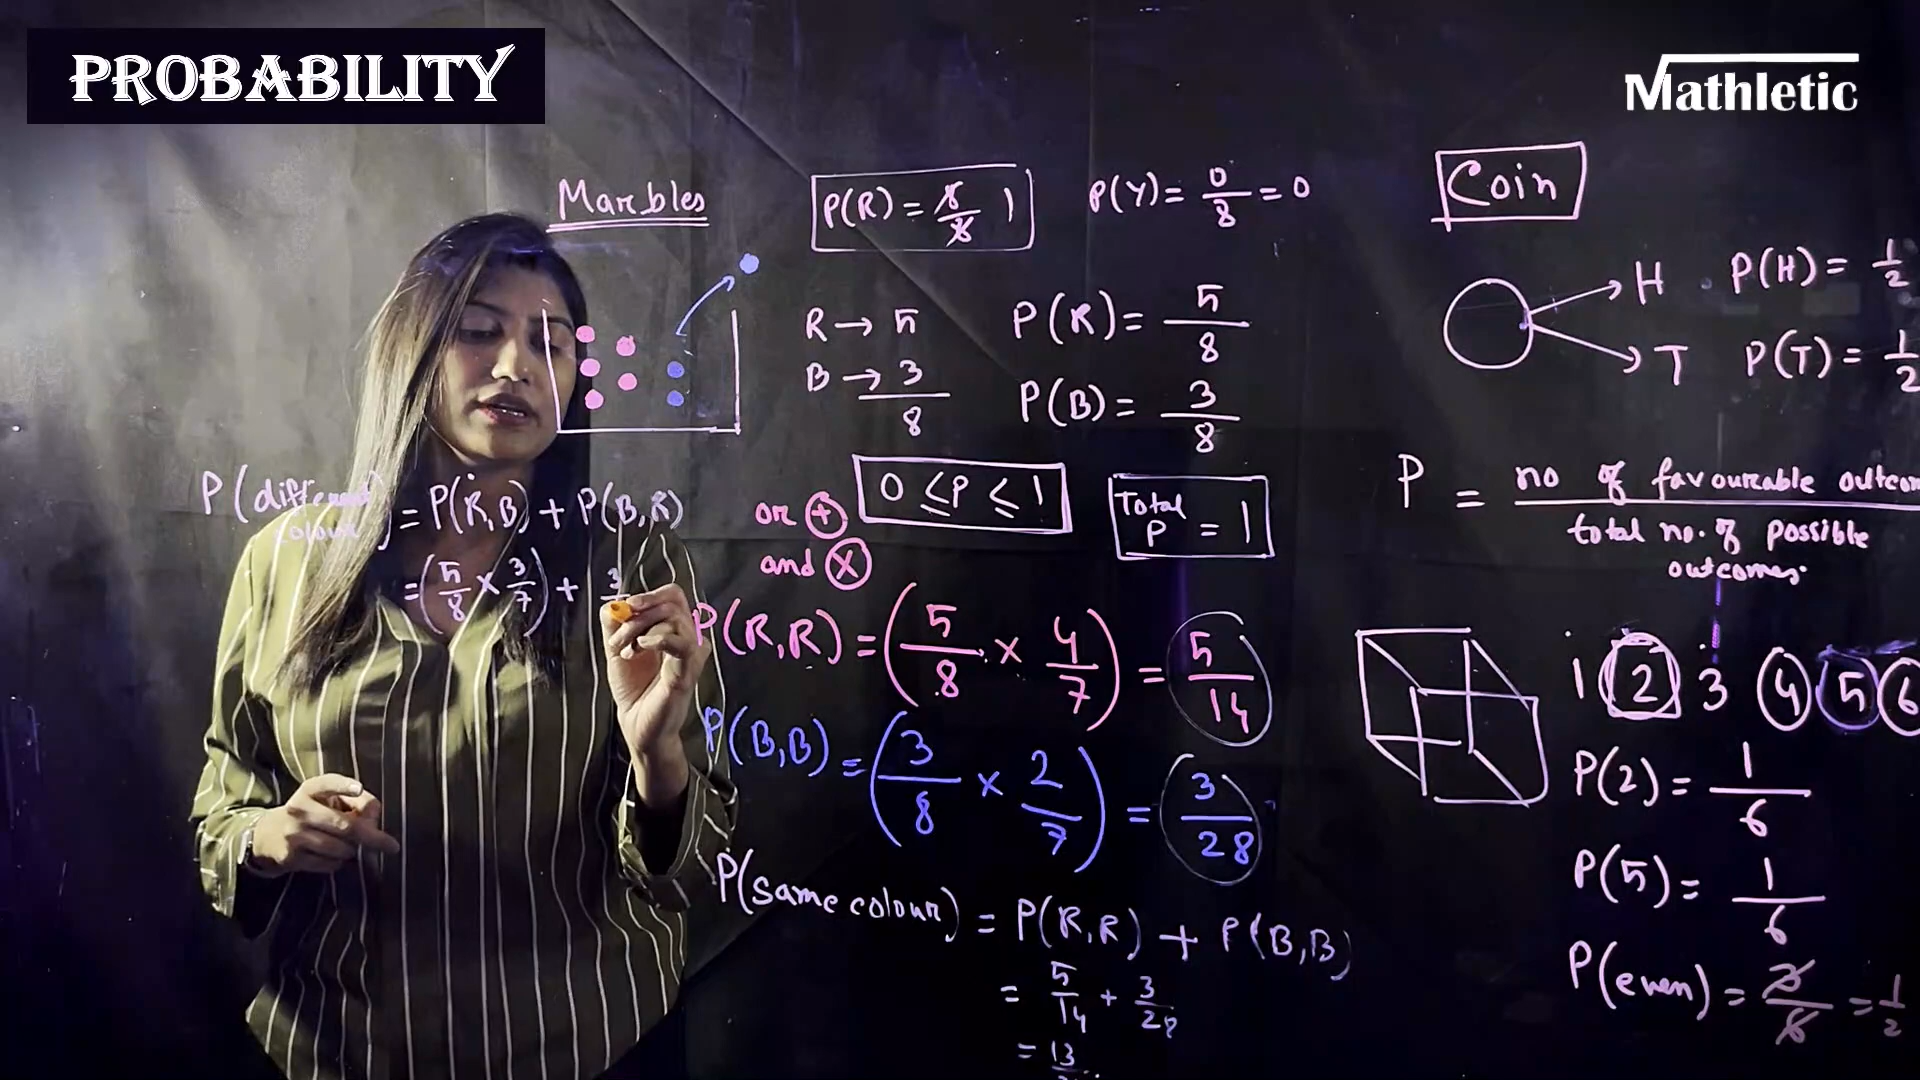 PROBABILITY
Mathletic
Marbles
P(R) = 8/8 1
P(Y) = 0/8 = 0
R → 5
B → 3
8
P(R) = 5/8
P(B) = 3/8
0 ≤ P ≤ 1
Total P = 1
or +
and ×
P(different colour) = P(R,B) + P(B,R)
= (5/8 × 3/7) + 3
P(R,R) = (5/8 × 4/7) = 5/14
P(B,B) = (3/8 × 2/7) = 3/28
P(same colour) = P(R,R) + P(B,B)
= 5/14 + 3/28
= 13
Coin
H P(H) = 1/2
T P(T) = 1/2
P = no of favourable outcom
total no. of possible
outcomes.
1 2 3 4 5 6
P(2) = 1/6
P(5) = 1/6
P(even) = 3/6 = 1/2